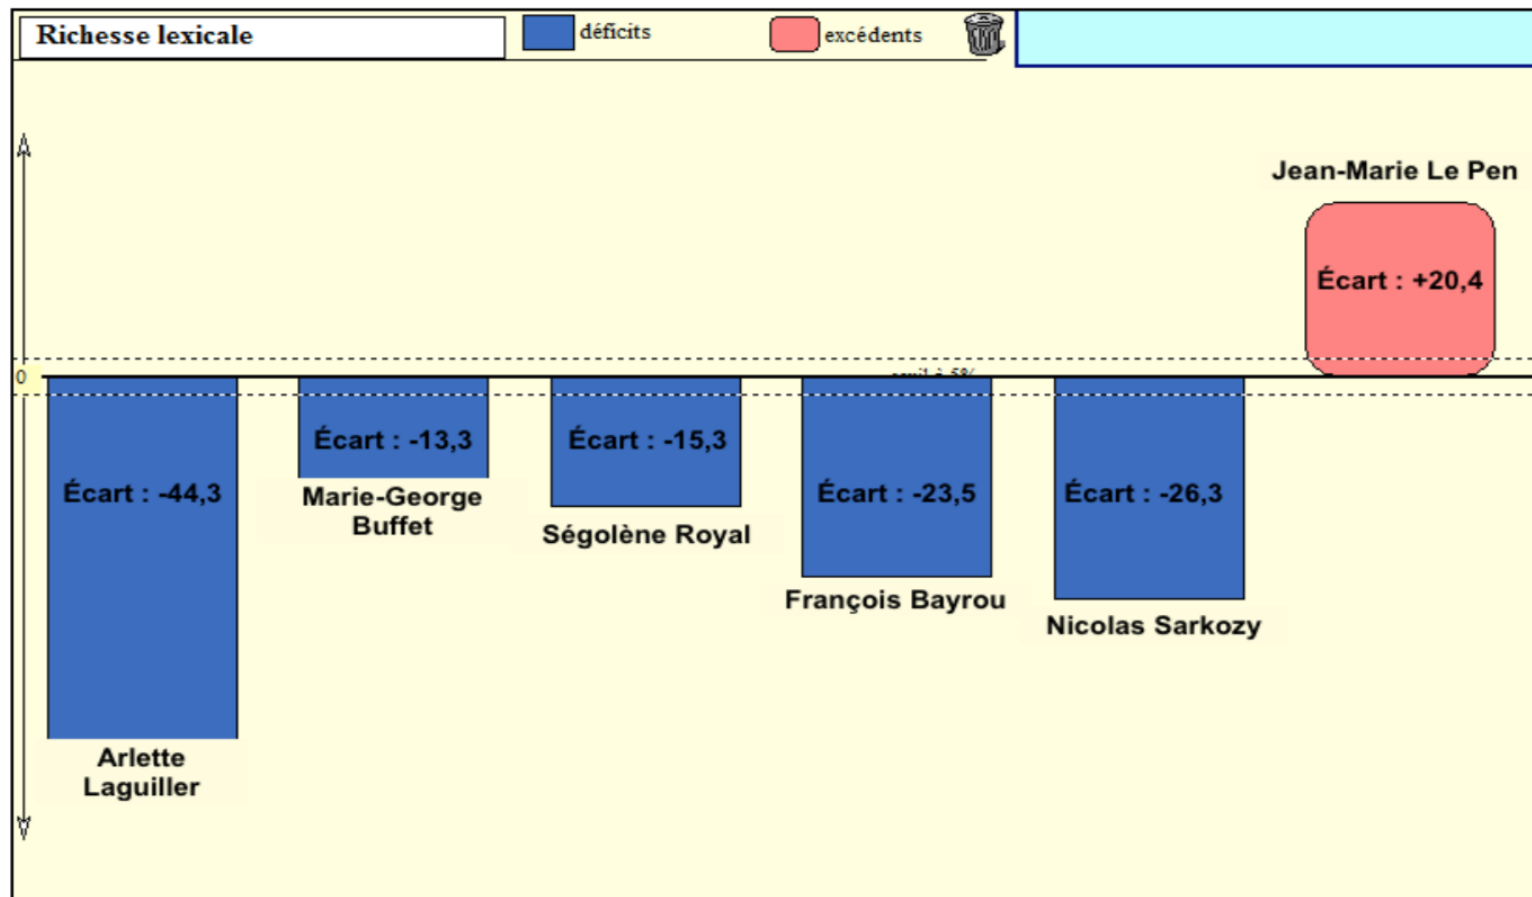 Richesse lexicale
déficits
excédents
Jean-Marie Le Pen
Écart : +20,4
0
seuil à 5%
Écart : -44,3
Écart : -13,3
Écart : -15,3
Écart : -23,5
Écart : -26,3
Marie-George
Buffet
Ségolène Royal
François Bayrou
Nicolas Sarkozy
Arlette
Laguiller